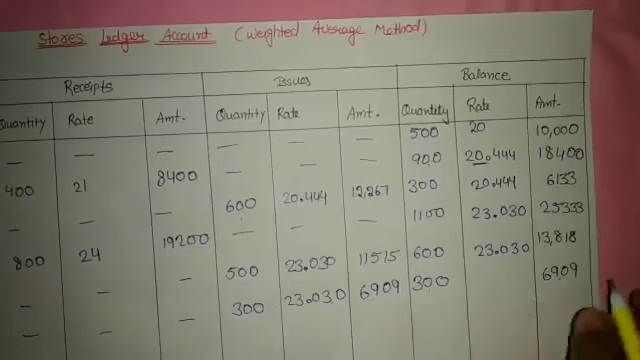 Stores Ledger Account (Weighted Average Method)
Receipts Issues Balance
Quantity Rate Amt. Quantity Rate Amt. Quantity Rate Amt.
— — — — — — 500 20 10,000
400 21 8400 — — — 900 20.444 18400
— — — 600 20.444 12,267 300 20.444 6133
800 24 19200 — — — 1100 23.030 25333
— — — 500 23.030 11515 600 23.030 13,818
— — — 300 23.030 6909 300 6909